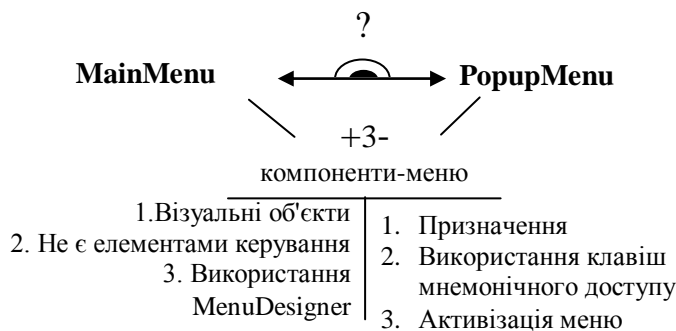 ?
MainMenu PopupMenu
+3-
компоненти-меню
1.Візуальні об'єкти
2. Не є елементами керування
3. Використання
MenuDesigner
1. Призначення
2. Використання клавіш
мнемонічного доступу
3. Активізація меню